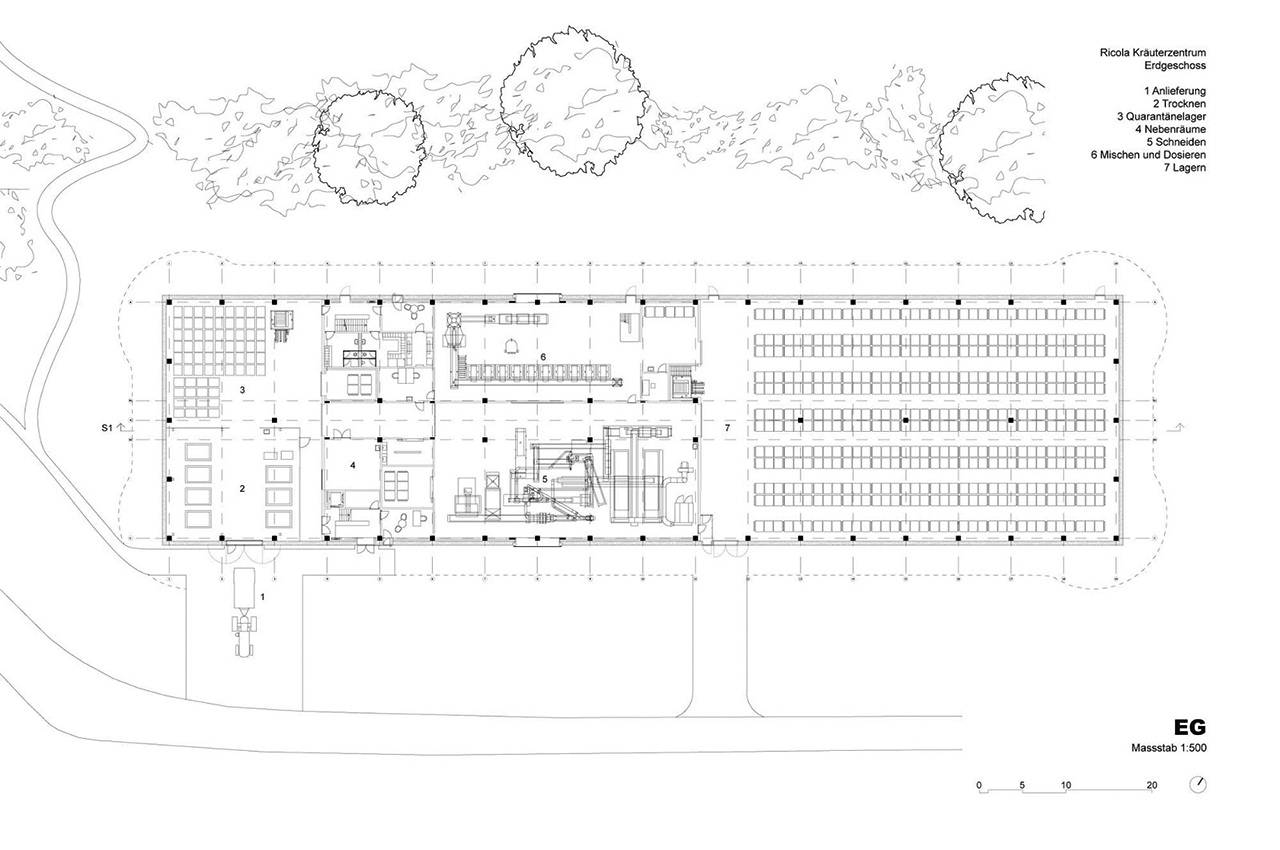 Ricola Kräuterzentrum
Erdgeschoss
1 Anlieferung
2 Trocknen
3 Quarantänelager
4 Nebenräume
5 Schneiden
6 Mischen und Dosieren
7 Lagern
6
3
S1
7
4
2
5
1
EG
Massstab 1:500
0 5 10 20